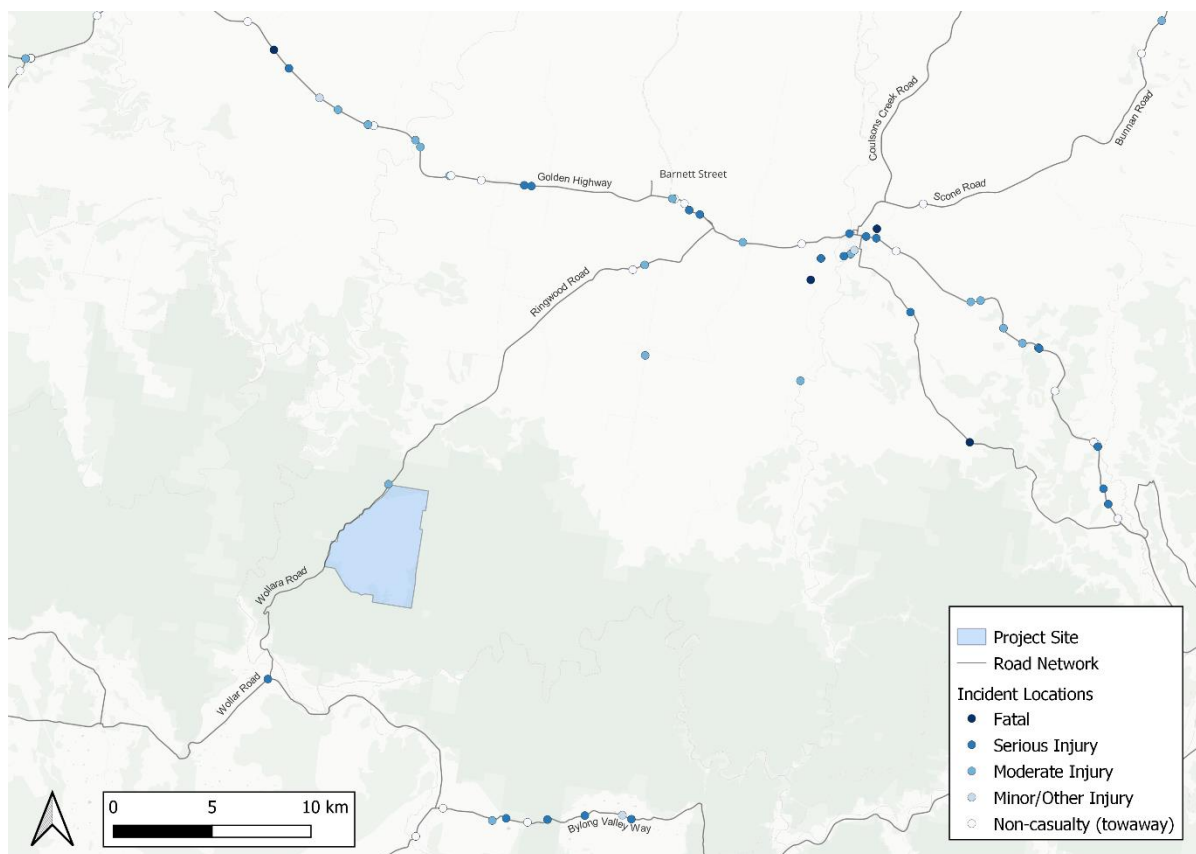 Coulsons Creek Road
Bunnan Road
Barnett Street
Golden Highway
Scone Road
Ringwood Road
Wollara Road
Wollar Road
Bylong Valley Way
0 5 10 km
Project Site
Road Network
Incident Locations
Fatal
Serious Injury
Moderate Injury
Minor/Other Injury
Non-casualty (towaway)